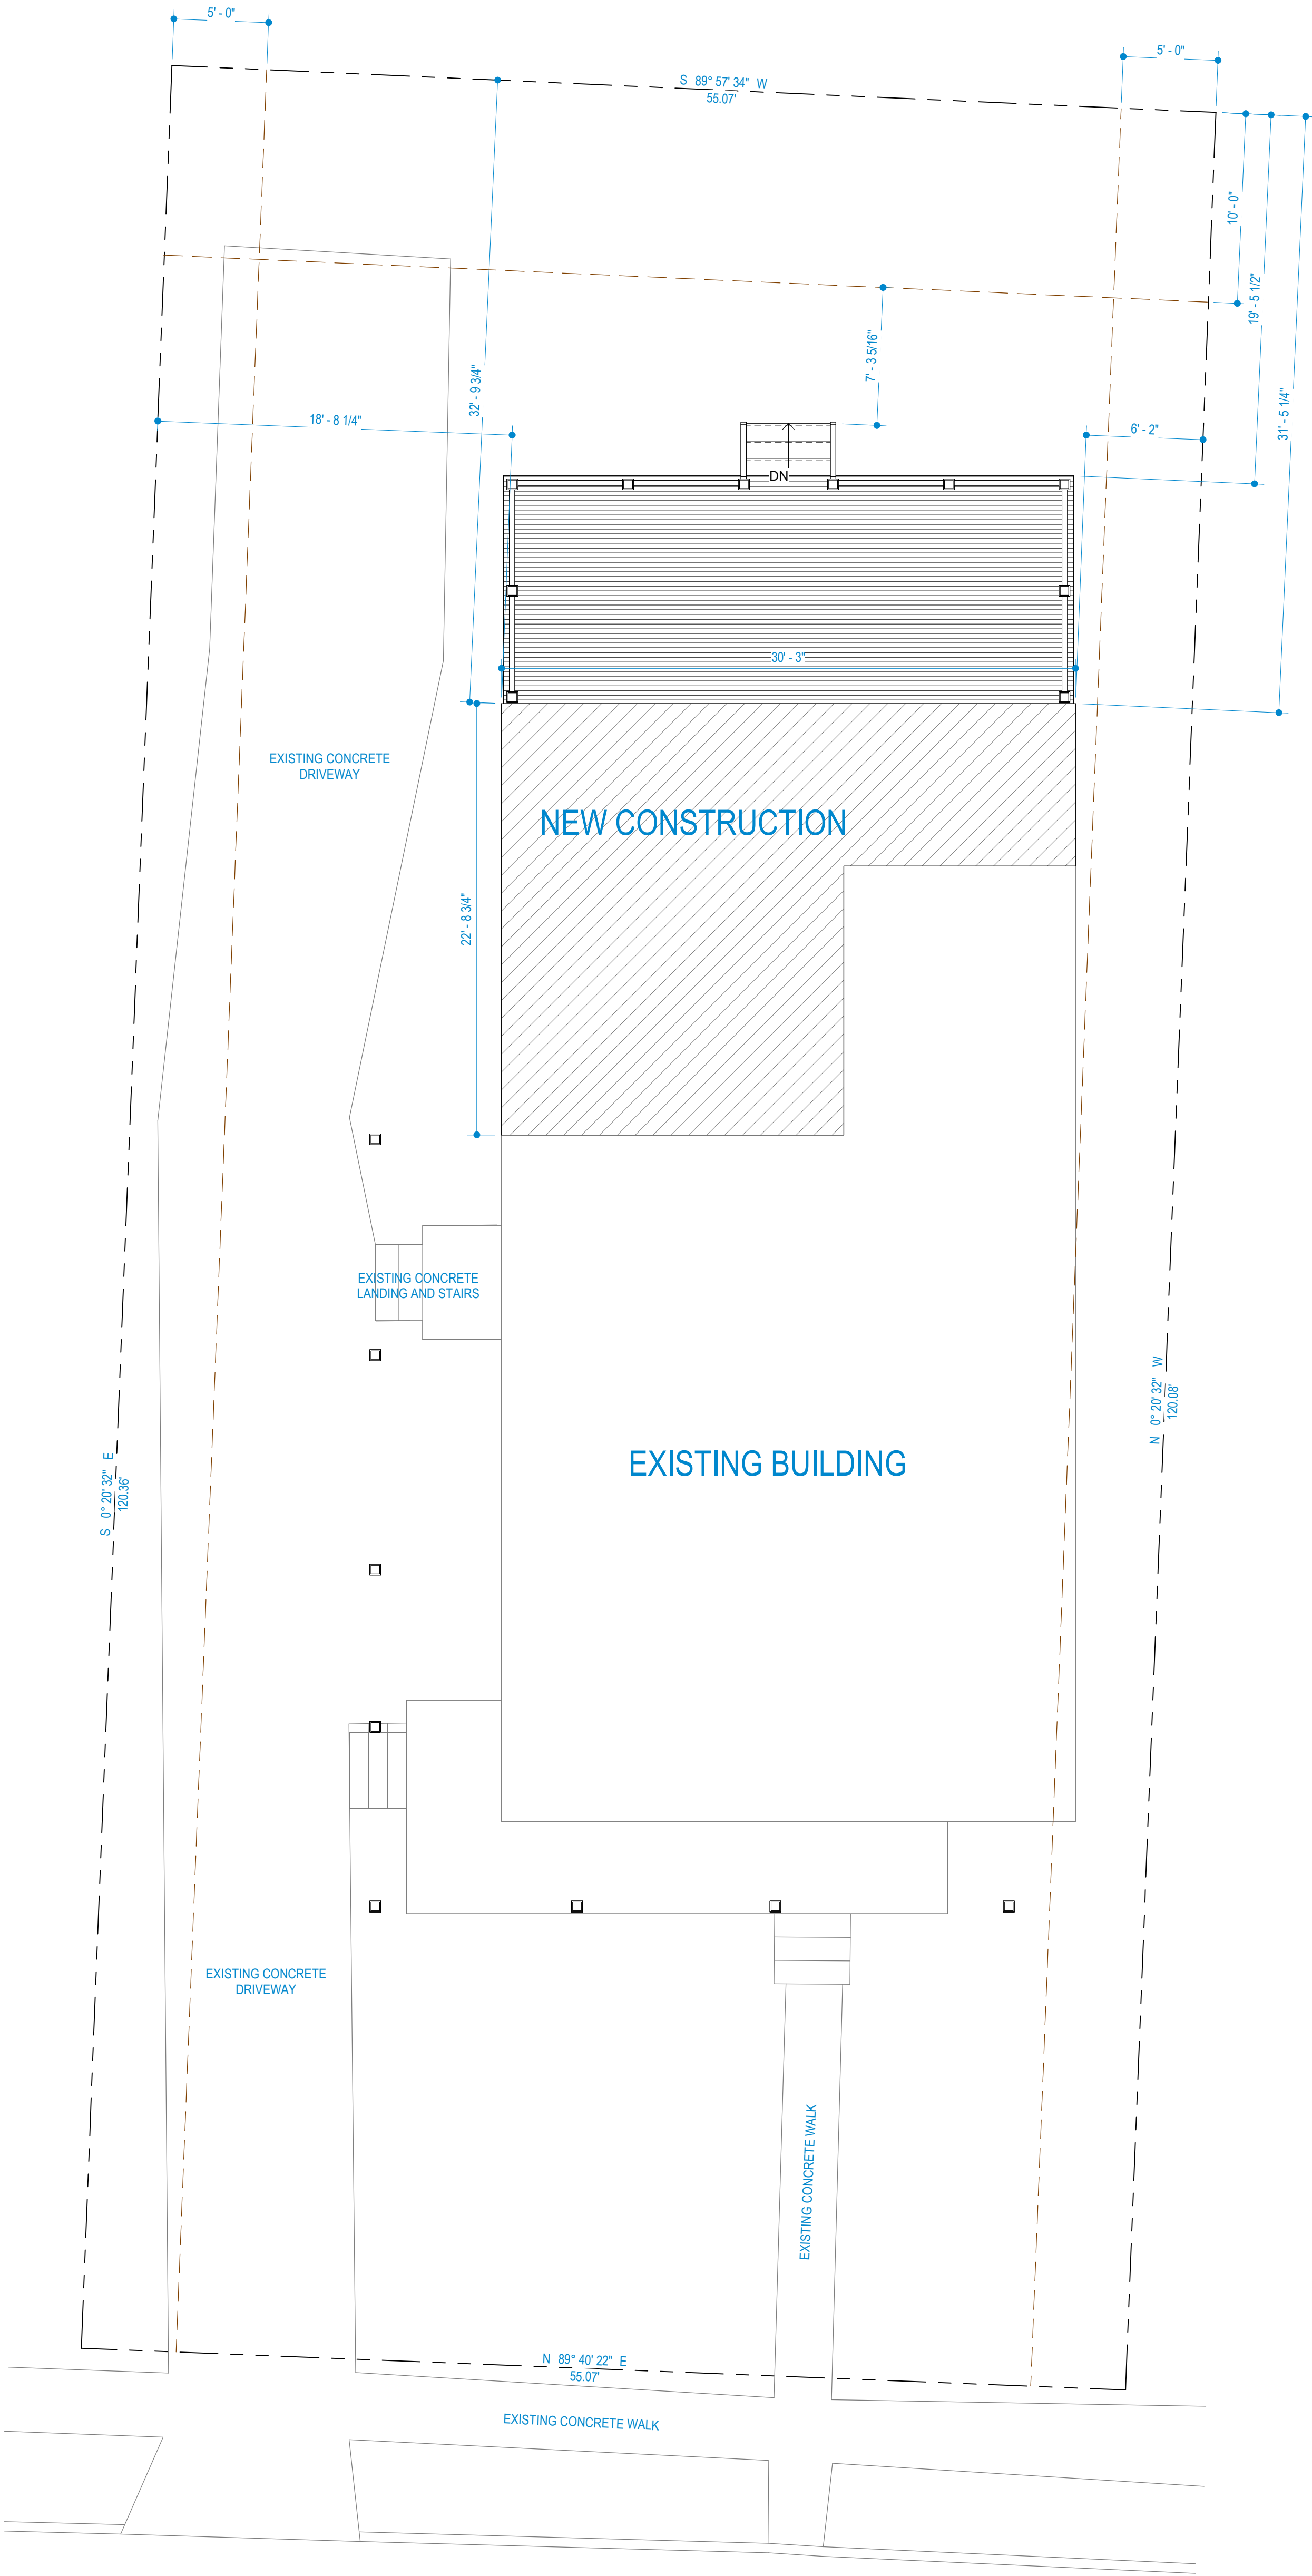 5' - 0"
5' - 0"
S 89° 57' 34" W
55.07'
10' - 0"
19' - 5 1/2"
31' - 5 1/4"
32' - 9 3/4"
7' - 3 5/16"
18' - 8 1/4"
6' - 2"
DN
30' - 3"
EXISTING CONCRETE
DRIVEWAY
NEW CONSTRUCTION
22' - 8 3/4"
EXISTING CONCRETE
LANDING AND STAIRS
N 0° 20' 32" W
120.08'
EXISTING BUILDING
S 0° 20' 32" E
120.36'
EXISTING CONCRETE
DRIVEWAY
EXISTING CONCRETE WALK
N 89° 40' 22" E
55.07'
EXISTING CONCRETE WALK